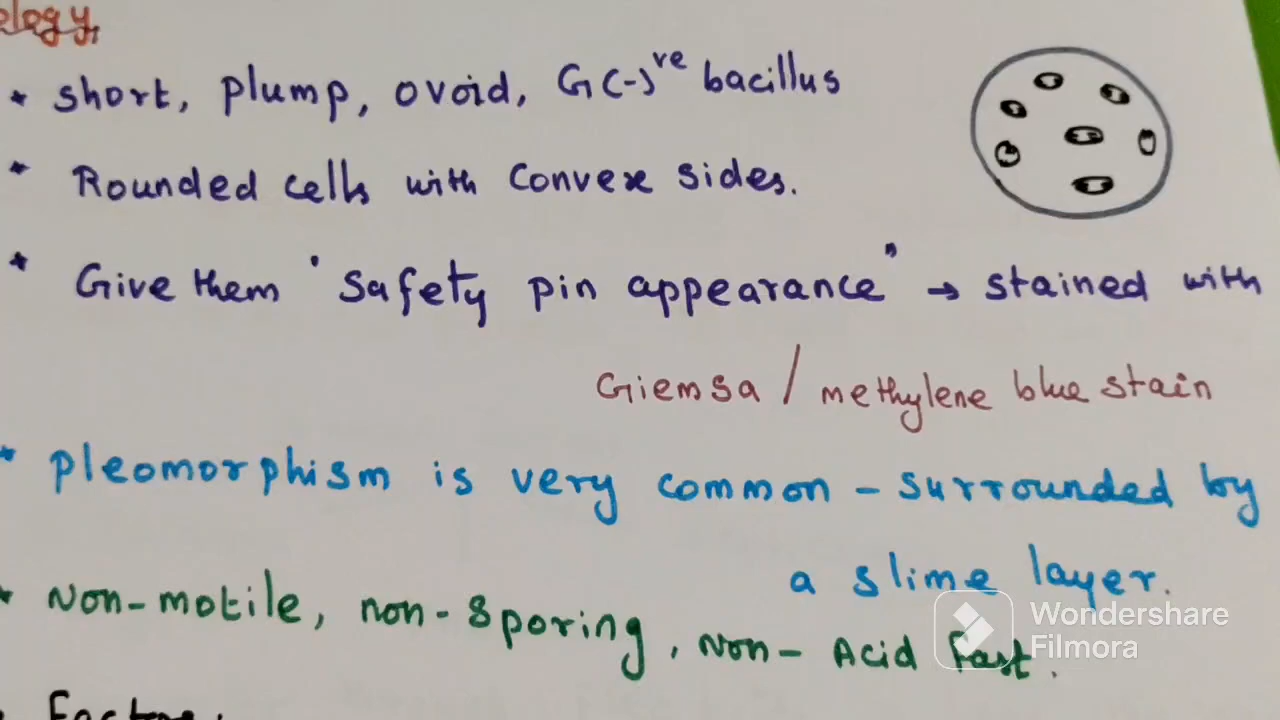 ology,
* short, plump, ovoid, G(-)ve bacillus
* Rounded cells with convex sides.
* Give them 'safety pin appearance" → stained with
Giemsa / methylene blue stain
* pleomorphism is very common - surrounded by
a slime layer.
* Non-motile, non-sporing, Non-Acid fast.
Wondershare
Filmora
Factors: